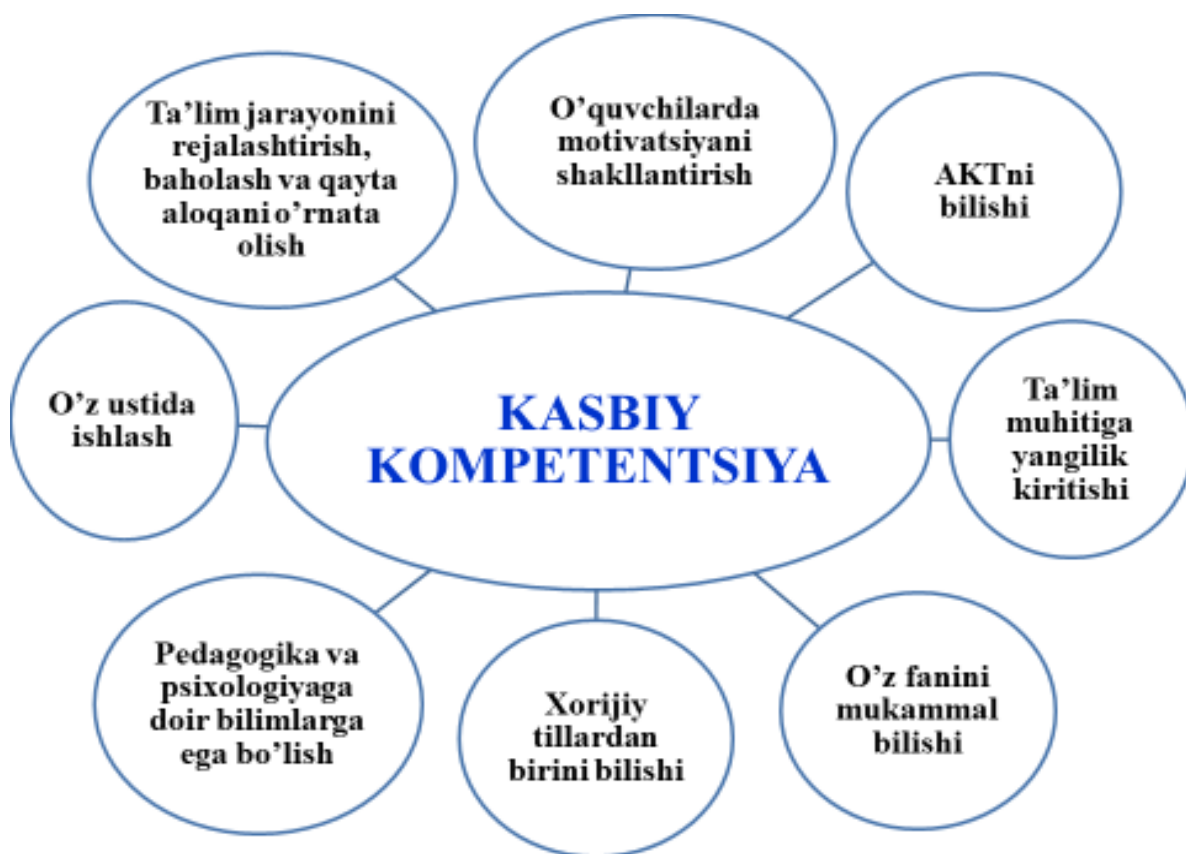 Ta’lim jarayonini
rejalashtirish,
baholash va qayta
aloqani o’rnata
olish
O’quvchilarda
motivatsiyani
shakllantirish
AKTni
bilishi
O’z ustida
ishlash
KASBIY
KOMPETENTSIYA
Ta’lim
muhitiga
yangilik
kiritishi
Pedagogika va
psixologiyaga
doir bilimlarga
ega bo’lish
Xorijiy
tillardan
birini bilishi
O’z fanini
mukammal
bilishi